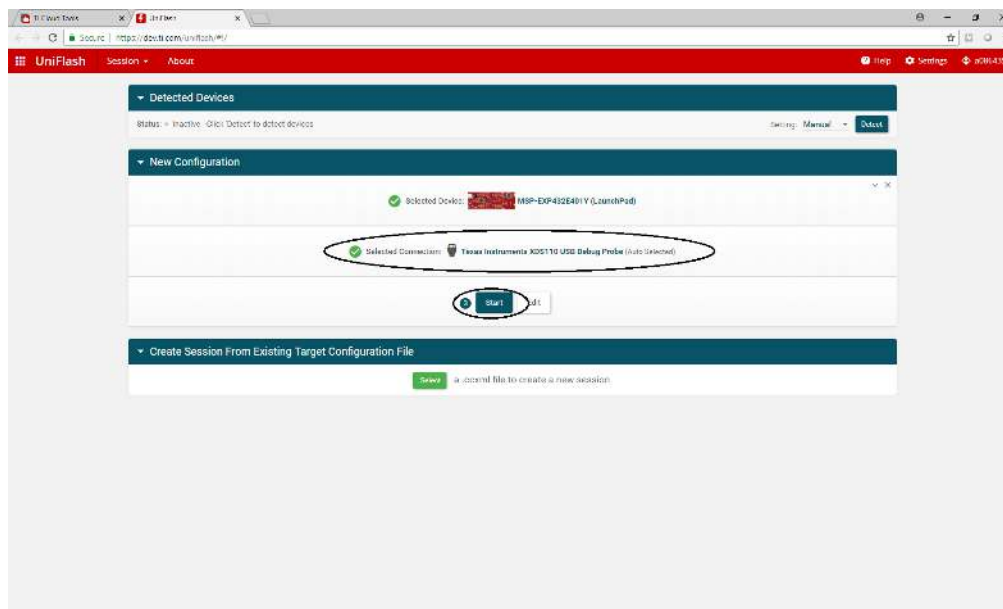 TI Cloud Tools UniFlash
Secure https://dev.ti.com/uniflash/#!/
UniFlash Session About Help Settings
Detected Devices
Status: Inactive. Click 'Detect' to detect devices Setting: Manual Detect
New Configuration
Selected Device: MSP-EXP432E401Y (LaunchPad)
Selected Connection: Texas Instruments XDS110 USB Debug Probe (Auto Selected)
3 Start Edit
Create Session From Existing Target Configuration File
Select a .ccxml file to create a new session